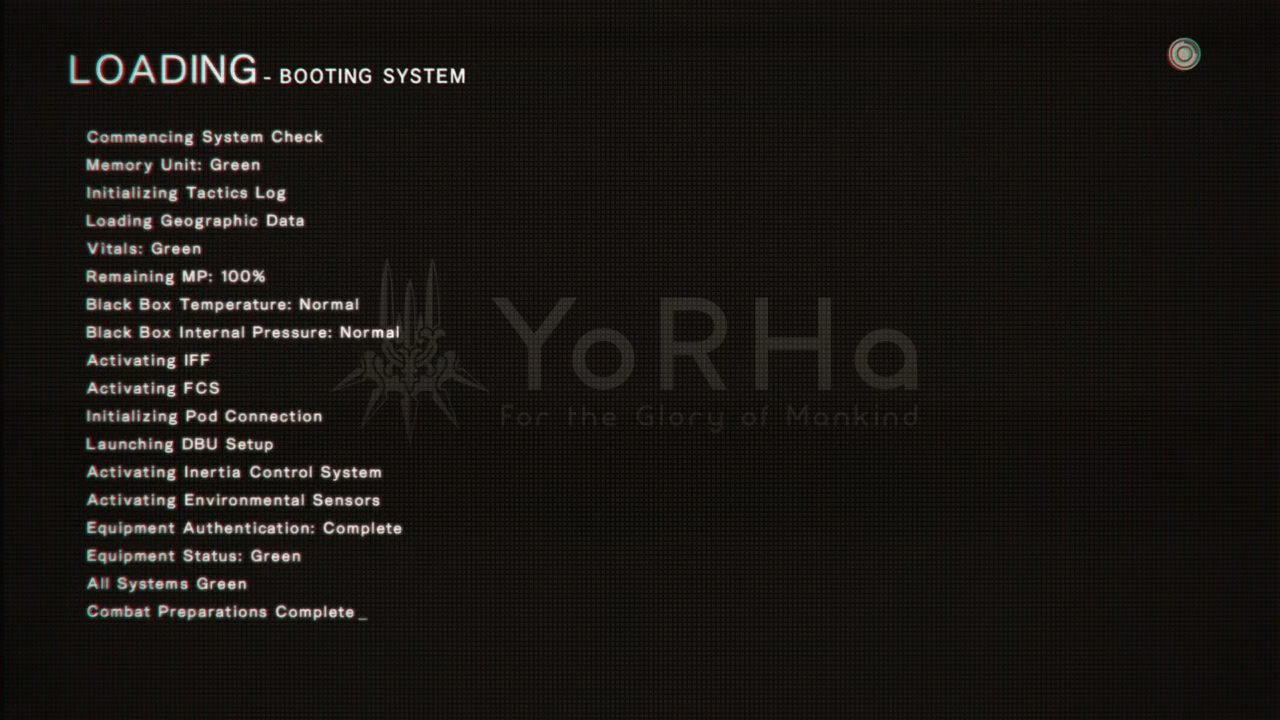 LOADING - BOOTING SYSTEM
Commencing System Check
Memory Unit: Green
Initializing Tactics Log
Loading Geographic Data
Vitals: Green
Remaining MP: 100%
Black Box Temperature: Normal
Black Box Internal Pressure: Normal
Activating IFF
Activating FCS
Initializing Pod Connection
Launching DBU Setup
Activating Inertia Control System
Activating Environmental Sensors
Equipment Authentication: Complete
Equipment Status: Green
All Systems Green
Combat Preparations Complete _
YoRHa
For the Glory of Mankind